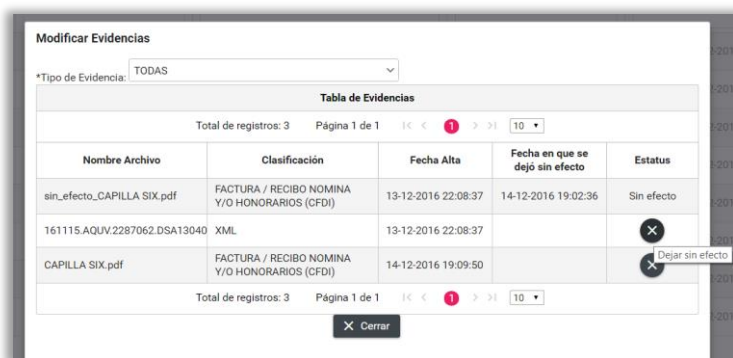 Modificar Evidencias
*Tipo de Evidencia: TODAS
Tabla de Evidencias
Total de registros: 3 Página 1 de 1 1 10
Nombre Archivo Clasificación Fecha Alta Fecha en que se dejó sin efecto Estatus
sin_efecto_CAPILLA SIX.pdf FACTURA / RECIBO NOMINA Y/O HONORARIOS (CFDI) 13-12-2016 22:08:37 14-12-2016 19:02:36 Sin efecto
161115.AQUV.2287062.DSA13040 XML 13-12-2016 22:08:37
Dejar sin efecto
CAPILLA SIX.pdf FACTURA / RECIBO NOMINA Y/O HONORARIOS (CFDI) 14-12-2016 19:09:50
Total de registros: 3 Página 1 de 1 1 10
Cerrar